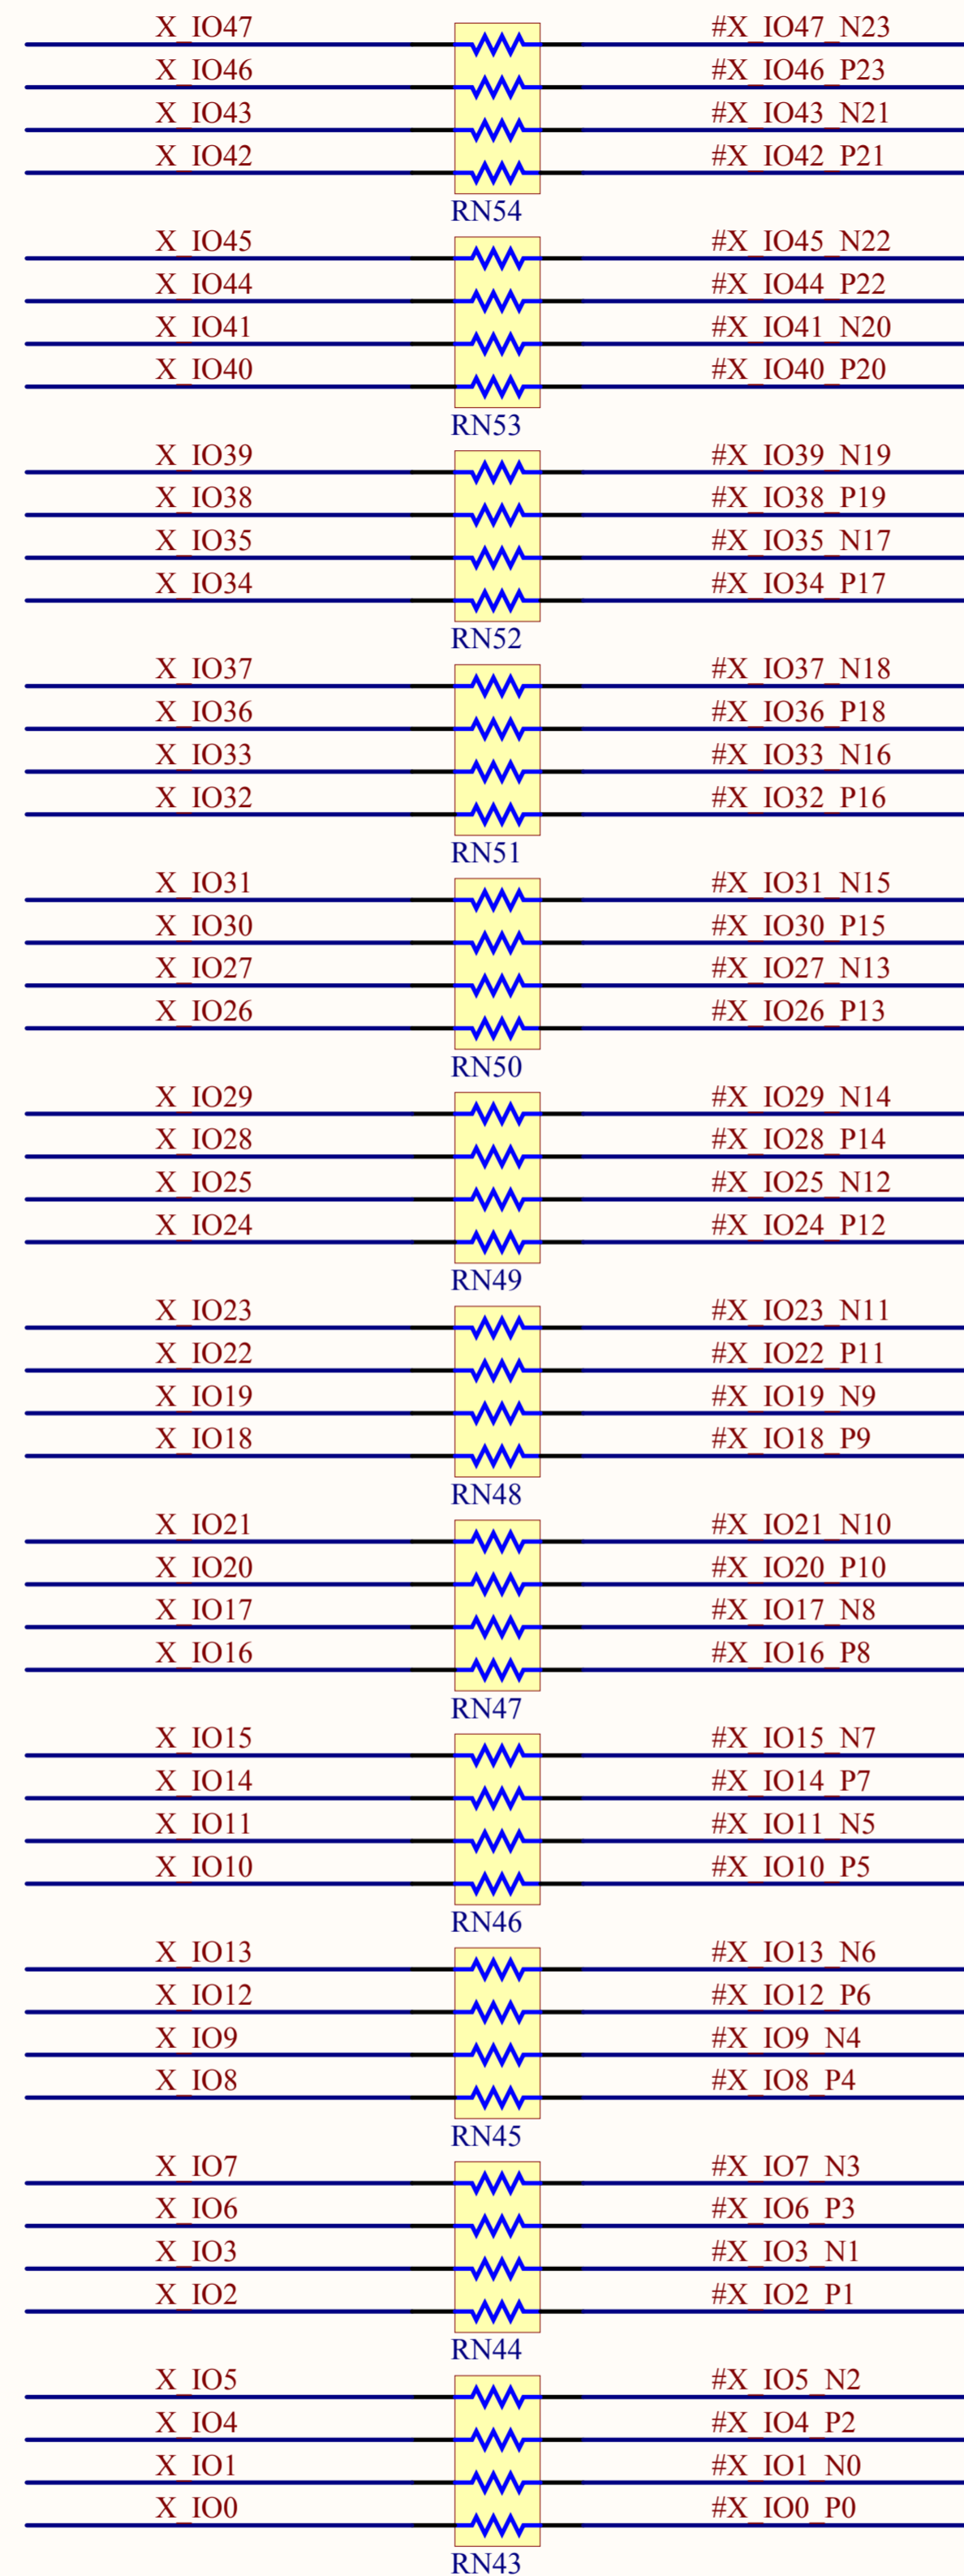 X_IO47 #X_IO47_N23
X_IO46 #X_IO46_P23
X_IO43 #X_IO43_N21
X_IO42 #X_IO42_P21
RN54
X_IO45 #X_IO45_N22
X_IO44 #X_IO44_P22
X_IO41 #X_IO41_N20
X_IO40 #X_IO40_P20
RN53
X_IO39 #X_IO39_N19
X_IO38 #X_IO38_P19
X_IO35 #X_IO35_N17
X_IO34 #X_IO34_P17
RN52
X_IO37 #X_IO37_N18
X_IO36 #X_IO36_P18
X_IO33 #X_IO33_N16
X_IO32 #X_IO32_P16
RN51
X_IO31 #X_IO31_N15
X_IO30 #X_IO30_P15
X_IO27 #X_IO27_N13
X_IO26 #X_IO26_P13
RN50
X_IO29 #X_IO29_N14
X_IO28 #X_IO28_P14
X_IO25 #X_IO25_N12
X_IO24 #X_IO24_P12
RN49
X_IO23 #X_IO23_N11
X_IO22 #X_IO22_P11
X_IO19 #X_IO19_N9
X_IO18 #X_IO18_P9
RN48
X_IO21 #X_IO21_N10
X_IO20 #X_IO20_P10
X_IO17 #X_IO17_N8
X_IO16 #X_IO16_P8
RN47
X_IO15 #X_IO15_N7
X_IO14 #X_IO14_P7
X_IO11 #X_IO11_N5
X_IO10 #X_IO10_P5
RN46
X_IO13 #X_IO13_N6
X_IO12 #X_IO12_P6
X_IO9 #X_IO9_N4
X_IO8 #X_IO8_P4
RN45
X_IO7 #X_IO7_N3
X_IO6 #X_IO6_P3
X_IO3 #X_IO3_N1
X_IO2 #X_IO2_P1
RN44
X_IO5 #X_IO5_N2
X_IO4 #X_IO4_P2
X_IO1 #X_IO1_N0
X_IO0 #X_IO0_P0
RN43